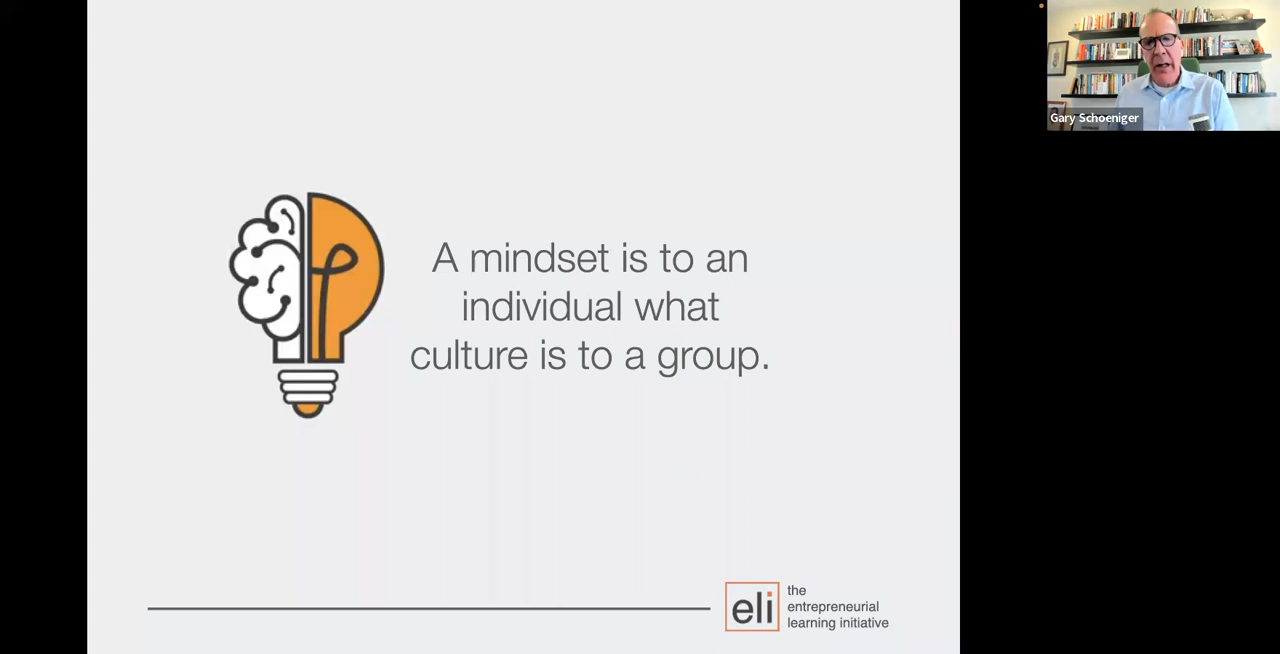 A mindset is to an
individual what
culture is to a group.
eli
the
entrepreneurial
learning initiative
Gary Schoeniger